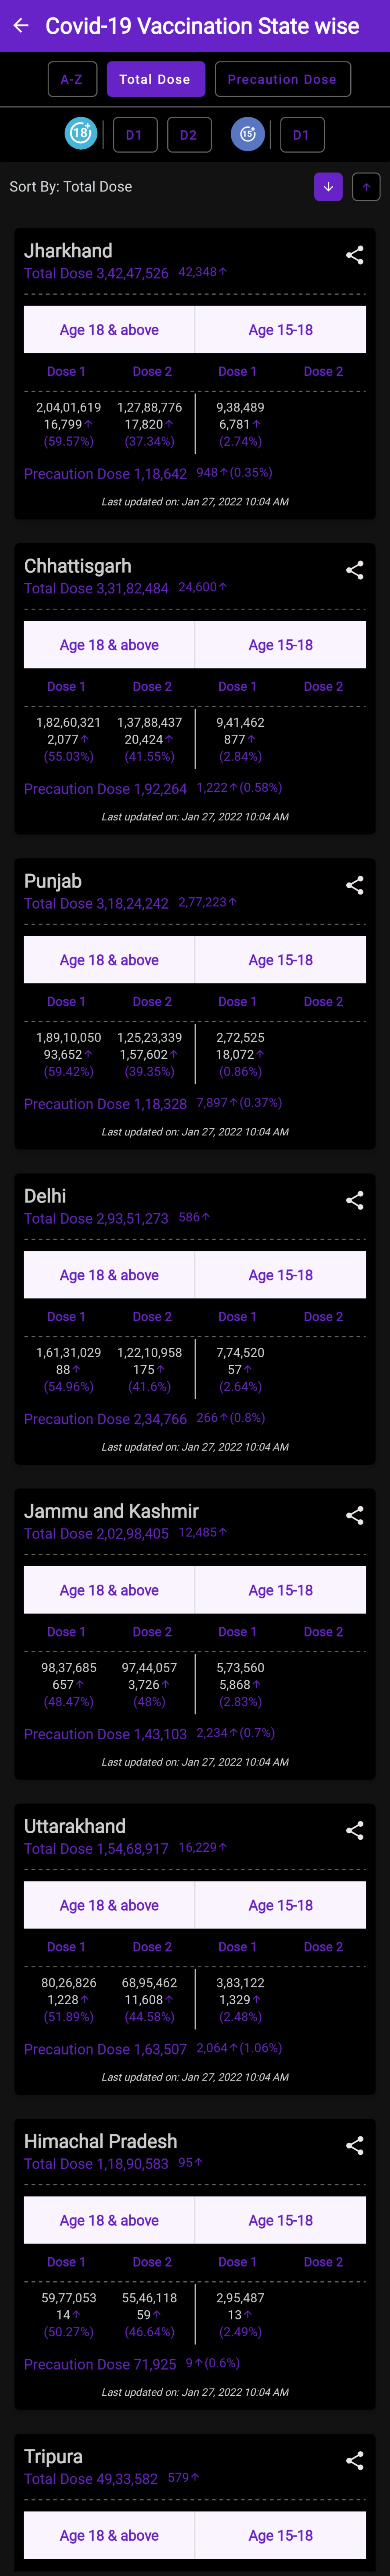 Covid-19 Vaccination State wise
A-Z Total Dose Precaution Dose
18+ D1 D2 15+ D1
Sort By: Total Dose
Jharkhand
Total Dose 3,42,47,526 42,348↑
Age 18 & above Age 15-18
Dose 1 Dose 2 Dose 1 Dose 2
2,04,01,619 1,27,88,776 9,38,489
16,799↑ 17,820↑ 6,781↑
(59.57%) (37.34%) (2.74%)
Precaution Dose 1,18,642 948↑(0.35%)
Last updated on: Jan 27, 2022 10:04 AM
Chhattisgarh
Total Dose 3,31,82,484 24,600↑
Age 18 & above Age 15-18
Dose 1 Dose 2 Dose 1 Dose 2
1,82,60,321 1,37,88,437 9,41,462
2,077↑ 20,424↑ 877↑
(55.03%) (41.55%) (2.84%)
Precaution Dose 1,92,264 1,222↑(0.58%)
Last updated on: Jan 27, 2022 10:04 AM
Punjab
Total Dose 3,18,24,242 2,77,223↑
Age 18 & above Age 15-18
Dose 1 Dose 2 Dose 1 Dose 2
1,89,10,050 1,25,23,339 2,72,525
93,652↑ 1,57,602↑ 18,072↑
(59.42%) (39.35%) (0.86%)
Precaution Dose 1,18,328 7,897↑(0.37%)
Last updated on: Jan 27, 2022 10:04 AM
Delhi
Total Dose 2,93,51,273 586↑
Age 18 & above Age 15-18
Dose 1 Dose 2 Dose 1 Dose 2
1,61,31,029 1,22,10,958 7,74,520
88↑ 175↑ 57↑
(54.96%) (41.6%) (2.64%)
Precaution Dose 2,34,766 266↑(0.8%)
Last updated on: Jan 27, 2022 10:04 AM
Jammu and Kashmir
Total Dose 2,02,98,405 12,485↑
Age 18 & above Age 15-18
Dose 1 Dose 2 Dose 1 Dose 2
98,37,685 97,44,057 5,73,560
657↑ 3,726↑ 5,868↑
(48.47%) (48%) (2.83%)
Precaution Dose 1,43,103 2,234↑(0.7%)
Last updated on: Jan 27, 2022 10:04 AM
Uttarakhand
Total Dose 1,54,68,917 16,229↑
Age 18 & above Age 15-18
Dose 1 Dose 2 Dose 1 Dose 2
80,26,826 68,95,462 3,83,122
1,228↑ 11,608↑ 1,329↑
(51.89%) (44.58%) (2.48%)
Precaution Dose 1,63,507 2,064↑(1.06%)
Last updated on: Jan 27, 2022 10:04 AM
Himachal Pradesh
Total Dose 1,18,90,583 95↑
Age 18 & above Age 15-18
Dose 1 Dose 2 Dose 1 Dose 2
59,77,053 55,46,118 2,95,487
14↑ 59↑ 13↑
(50.27%) (46.64%) (2.49%)
Precaution Dose 71,925 9↑(0.6%)
Last updated on: Jan 27, 2022 10:04 AM
Tripura
Total Dose 49,33,582 579↑
Age 18 & above Age 15-18